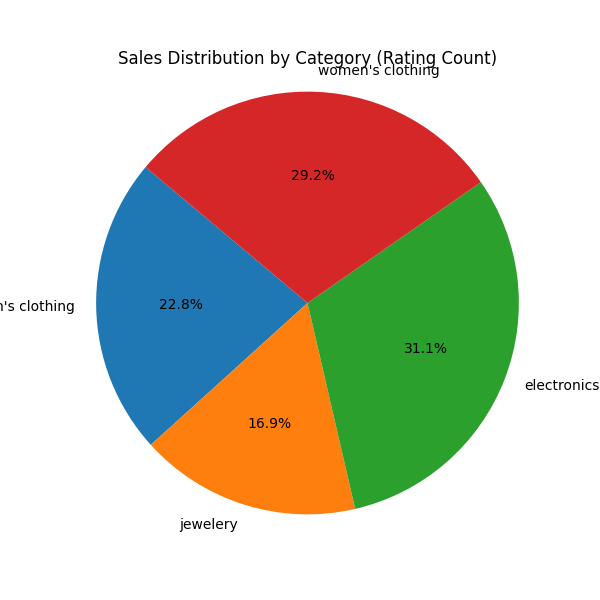 Sales Distribution by Category (Rating Count)
women's clothing
29.2%
22.8%
n's clothing
31.1%
16.9%
electronics
jewelery